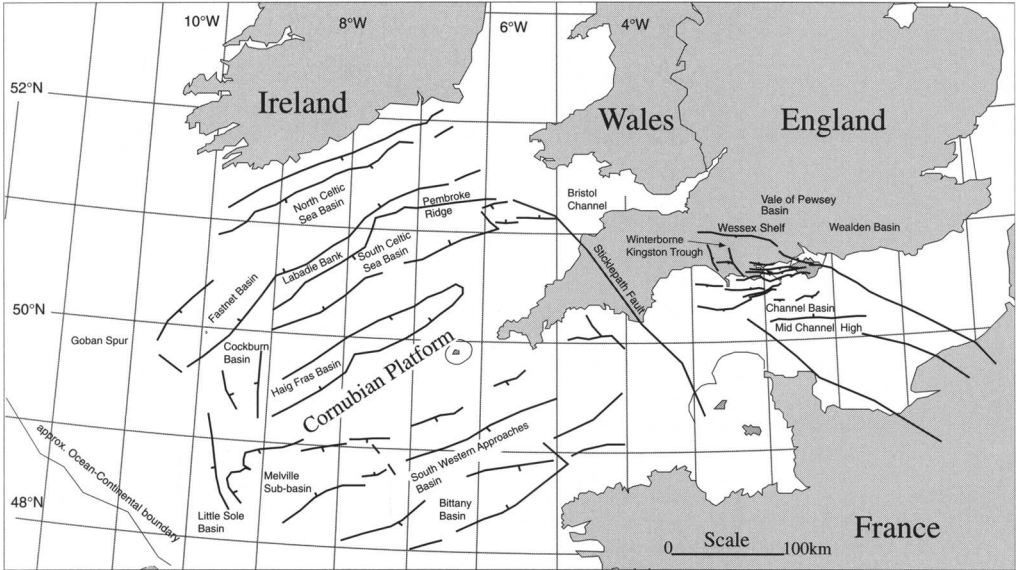 10°W
8°W
6°W
4°W
52°N
Ireland
Wales
England
North Celtic
Sea Basin
Pembroke
Ridge
Bristol
Channel
Vale of Pewsey
Basin
Wessex Shelf
Wealden Basin
Winterborne
Kingston Trough
Labadie Bank
South Celtic
Sea Basin
Sticklepath Fault
Fastnet Basin
50°N
Goban Spur
Cockburn
Basin
Haig Fras Basin
Cornubian Platform
Channel Basin
Mid Channel High
approx. Ocean-Continental boundary
Melville
Sub-basin
South Western Approaches
Basin
Bittany
Basin
48°N
Little Sole
Basin
France
Scale
0
100km